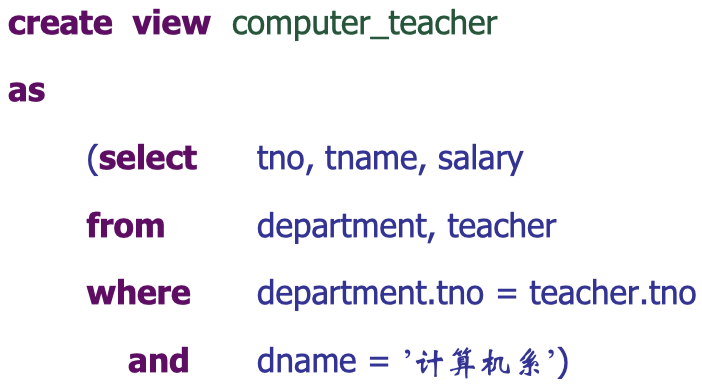 create view computer_teacher
as
(select tno, tname, salary
from department, teacher
where department.tno = teacher.tno
and dname = ’计算机系’)